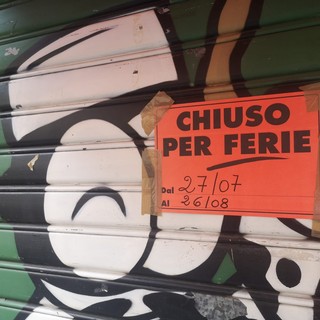 CHIUSO
PER FERIE
Dal 27/07
Al 26/08